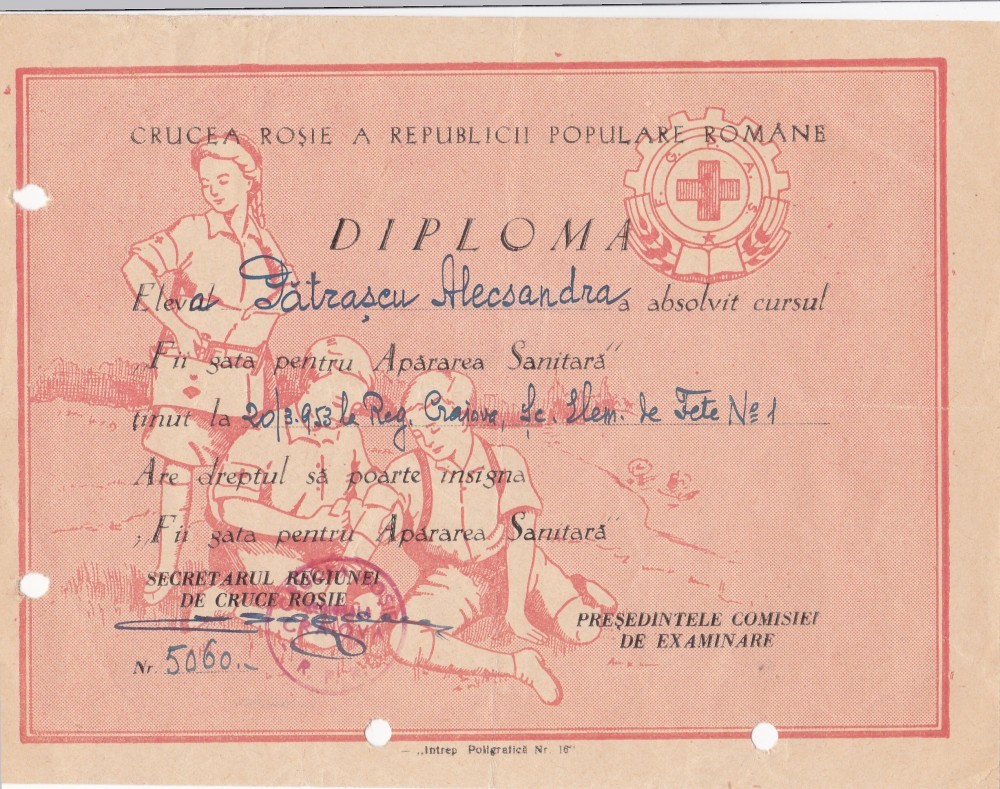 CRUCEA ROȘIE A REPUBLICII POPULARE ROMÂNE
G.F.A.S.
DIPLOMA
Eleva Pătrașcu Alecsandra a absolvit cursul
„Fii gata pentru Apărarea Sanitară"
ținut la 20/3.953 la Reg. Craiova, Șc. Elem. de Fete No 1
Are dreptul să poarte insigna
„Fii gata pentru Apărarea Sanitară"
SECRETARUL REGIUNEI
DE CRUCE ROȘIE
PREȘEDINTELE COMISIEI
DE EXAMINARE
Nr. 5060.-
— „Intrep Poligrafică Nr. 16"